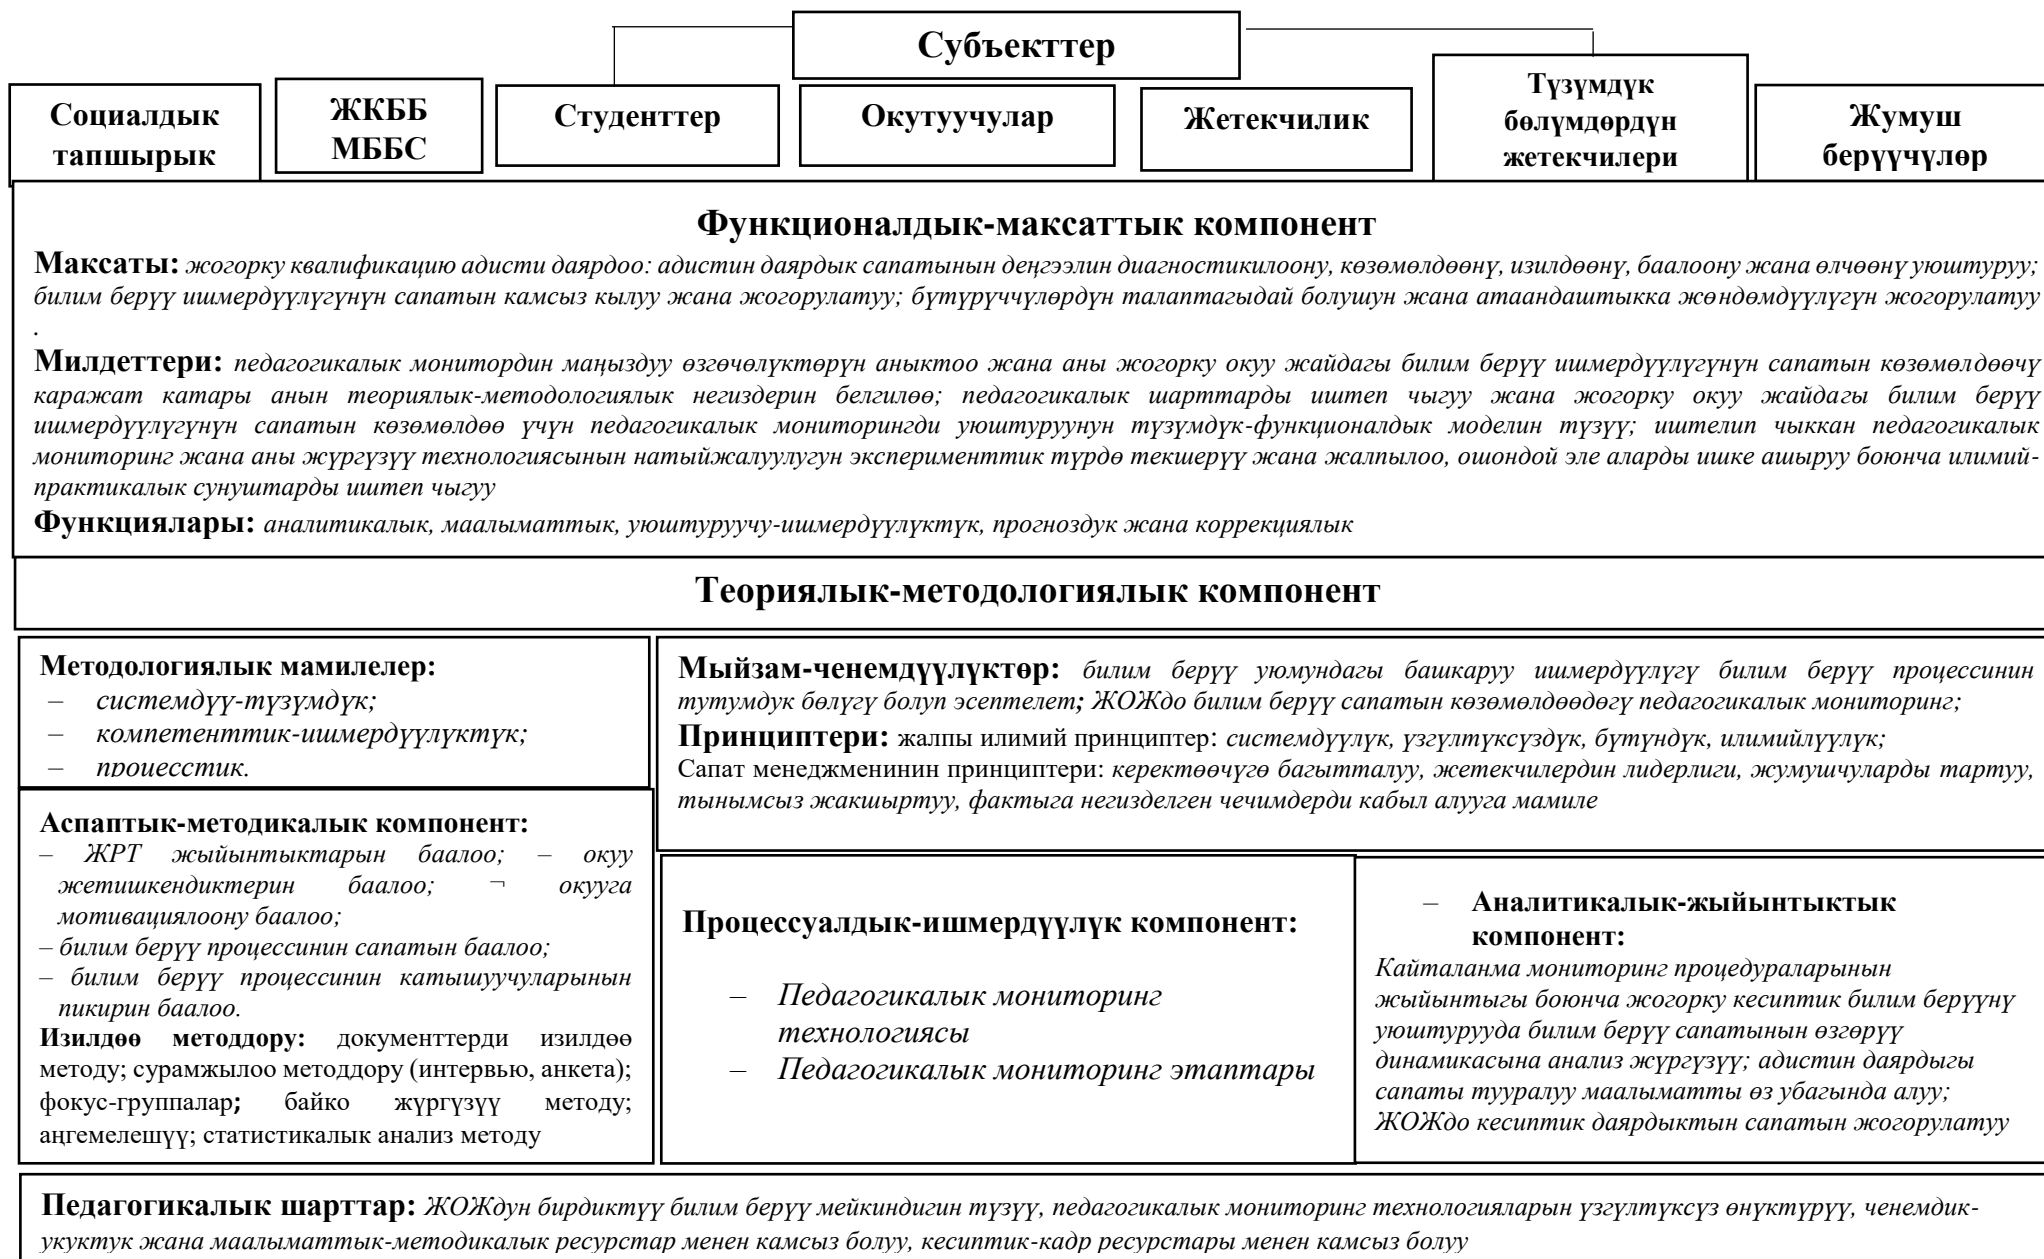 Субъекттер
Социалдык
тапшырык
ЖКББ
МББС
Студенттер
Окутуучулар
Жетекчилик
Түзүмдүк
бөлүмдөрдүн
жетекчилери
Жумуш
берүүчүлөр
Функционалдык-максаттык компонент
Максаты: жогорку квалификацию адисти даярдоо: адистин даярдык сапатынын деңгээлин диагностикилоону, көзөмөлдөөнү, изилдөөнү, баалоону жана өлчөөнү уюштуруу;
билим берүү ишмердүүлүгүнүн сапатын камсыз кылуу жана жогорулатуу; бүтүрүччүлөрдүн талаптагыдай болушун жана атаандаштыкка жөндөмдүүлүгүн жогорулатуу
.
Милдеттери: педагогикалык монитордин маңыздуу өзгөчөлүктөрүн аныктоо жана аны жогорку окуу жайдагы билим берүү ишмердүүлүгүнүн сапатын көзөмөлдөөчү
каражат катары анын теориялык-методологиялык негиздерин белгилөө; педагогикалык шарттарды иштеп чыгуу жана жогорку окуу жайдагы билим берүү
ишмердүүлүгүнүн сапатын көзөмөлдөө үчүн педагогикалык мониторингди уюштуруунун түзүмдүк-функционалдык моделин түзүү; иштелип чыккан педагогикалык
мониторинг жана аны жүргүзүү технологиясынын натыйжалуулугун эксперименттик түрдө текшерүү жана жалпылоо, ошондой эле аларды ишке ашыруу боюнча илимий-
практикалык сунуштарды иштеп чыгуу
Функциялары: аналитикалык, маалыматтык, уюштуруучу-ишмердүүлүктүк, прогноздук жана коррекциялык
Теориялык-методологиялык компонент
Методологиялык мамилелер:
– системдүү-түзүмдүк;
– компетенттик-ишмердүүлүктүк;
– процесстик.
Мыйзам-ченемдүүлүктөр: билим берүү уюмундагы башкаруу ишмердүүлүгү билим берүү процессинин
тутумдук бөлүгү болуп эсептелет; ЖОЖдо билим берүү сапатын көзөмөлдөөдөгү педагогикалык мониторинг;
Принциптери: жалпы илимий принциптер: системдүүлүк, үзгүлтүксүздүк, бүтүндүк, илимийлүүлүк;
Сапат менеджменинин принциптери: керектөөчүгө багытталуу, жетекчилердин лидерлиги, жумушчуларды тартуу,
тынымсыз жакшыртуу, фактыга негизделген чечимдерди кабыл алууга мамиле
Аспаптык-методикалык компонент:
– ЖРТ жыйынтыктарын баалоо; – окуу
жетишкендиктерин баалоо; ¬ окууга
мотивациялоону баалоо;
– билим берүү процессинин сапатын баалоо;
– билим берүү процессинин катышуучуларынын
пикирин баалоо.
Изилдөө методдору: документтерди изилдөө
методу; сурамжылоо методдору (интервью, анкета);
фокус-группалар; байко жүргүзүү методу;
аңгемелешүү; статистикалык анализ методу
Процессуалдык-ишмердүүлүк компонент:
– Педагогикалык мониторинг
технологиясы
– Педагогикалык мониторинг этаптары
– Аналитикалык-жыйынтыктык
компонент:
Кайталанма мониторинг процедураларынын
жыйынтыгы боюнча жогорку кесиптик билим берүүнү
уюштурууда билим берүү сапатынын өзгөрүү
динамикасына анализ жүргүзүү; адистин даярдыгы
сапаты тууралуу маалыматты өз убагында алуу;
ЖОЖдо кесиптик даярдыктын сапатын жогорулатуу
Педагогикалык шарттар: ЖОЖдун бирдиктүү билим берүү мейкиндигин түзүү, педагогикалык мониторинг технологияларын үзгүлтүксүз өнүктүрүү, ченемдик-
укуктук жана маалыматтык-методикалык ресурстар менен камсыз болуу, кесиптик-кадр ресурстары менен камсыз болуу